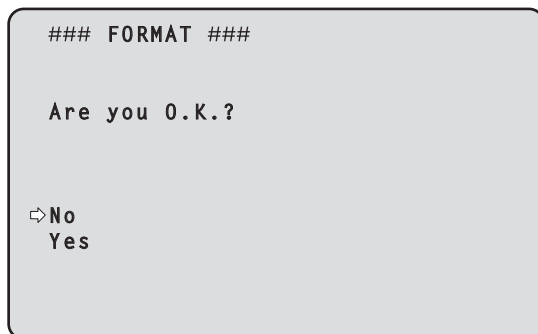 ### FORMAT ###
Are you O.K.?
⇨No
Yes